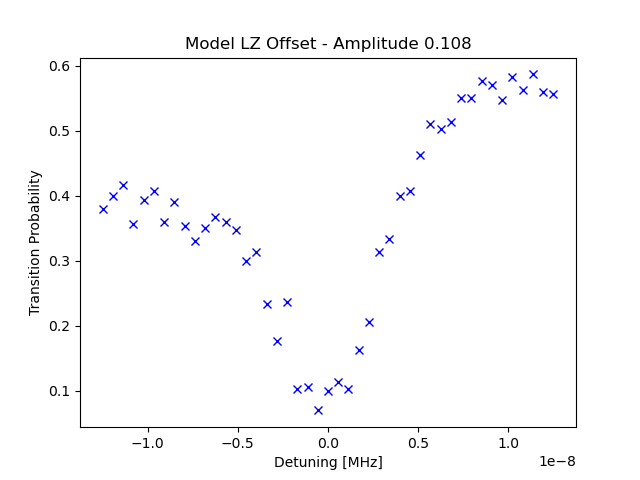 Model LZ Offset - Amplitude 0.108
0.6
0.5
0.4
0.3
0.2
0.1
Transition Probability
−1.0 −0.5 0.0 0.5 1.0
1e−8
Detuning [MHz]